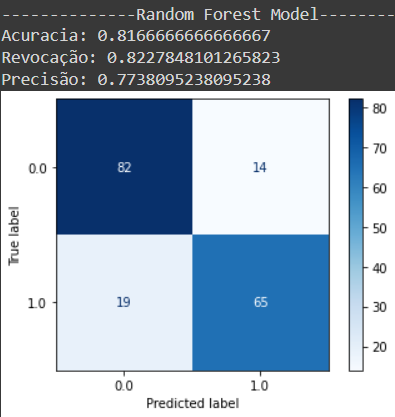 --------------Random Forest Model--------
Acuracia: 0.8166666666666667
Revocação: 0.8227848101265823
Precisão: 0.7738095238095238
80
82 14
0.0
70
60
True label
50
40
19 65
1.0
30
20
0.0 1.0
Predicted label